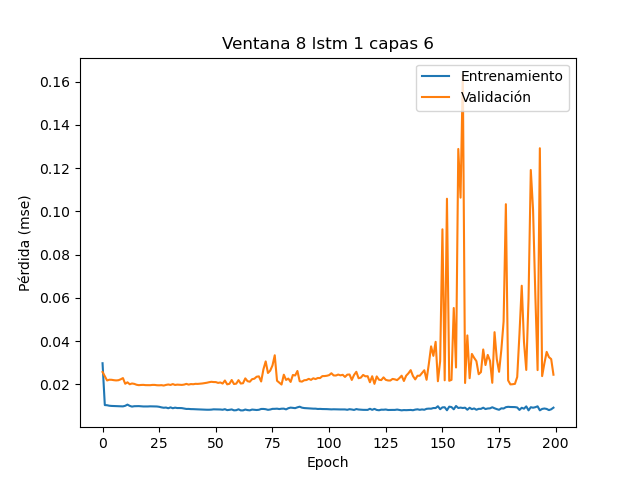 Ventana 8 lstm 1 capas 6
Entrenamiento
Validación
Pérdida (mse)
0.16
0.14
0.12
0.10
0.08
0.06
0.04
0.02
0 25 50 75 100 125 150 175 200
Epoch